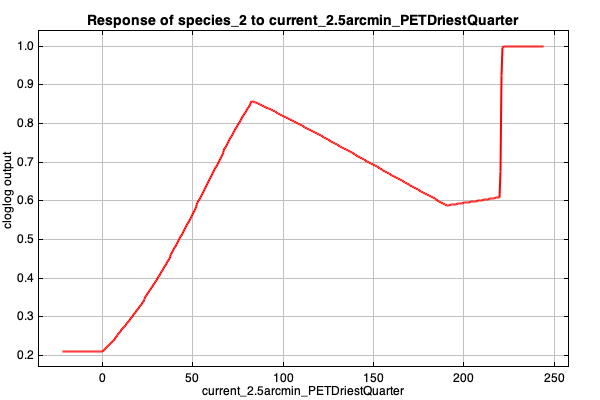 Response of species_2 to current_2.5arcmin_PETDriestQuarter
1.0
0.9
0.8
0.7
0.6
0.5
0.4
0.3
0.2
cloglog output
0 50 100 150 200 250
current_2.5arcmin_PETDriestQuarter